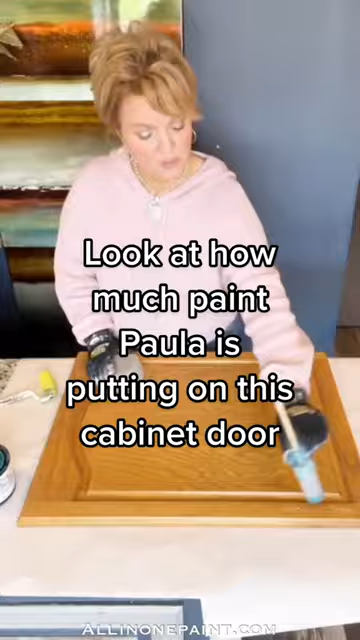 Look at how
much paint
Paula is
putting on this
cabinet door
ALLINONEPAINT.COM